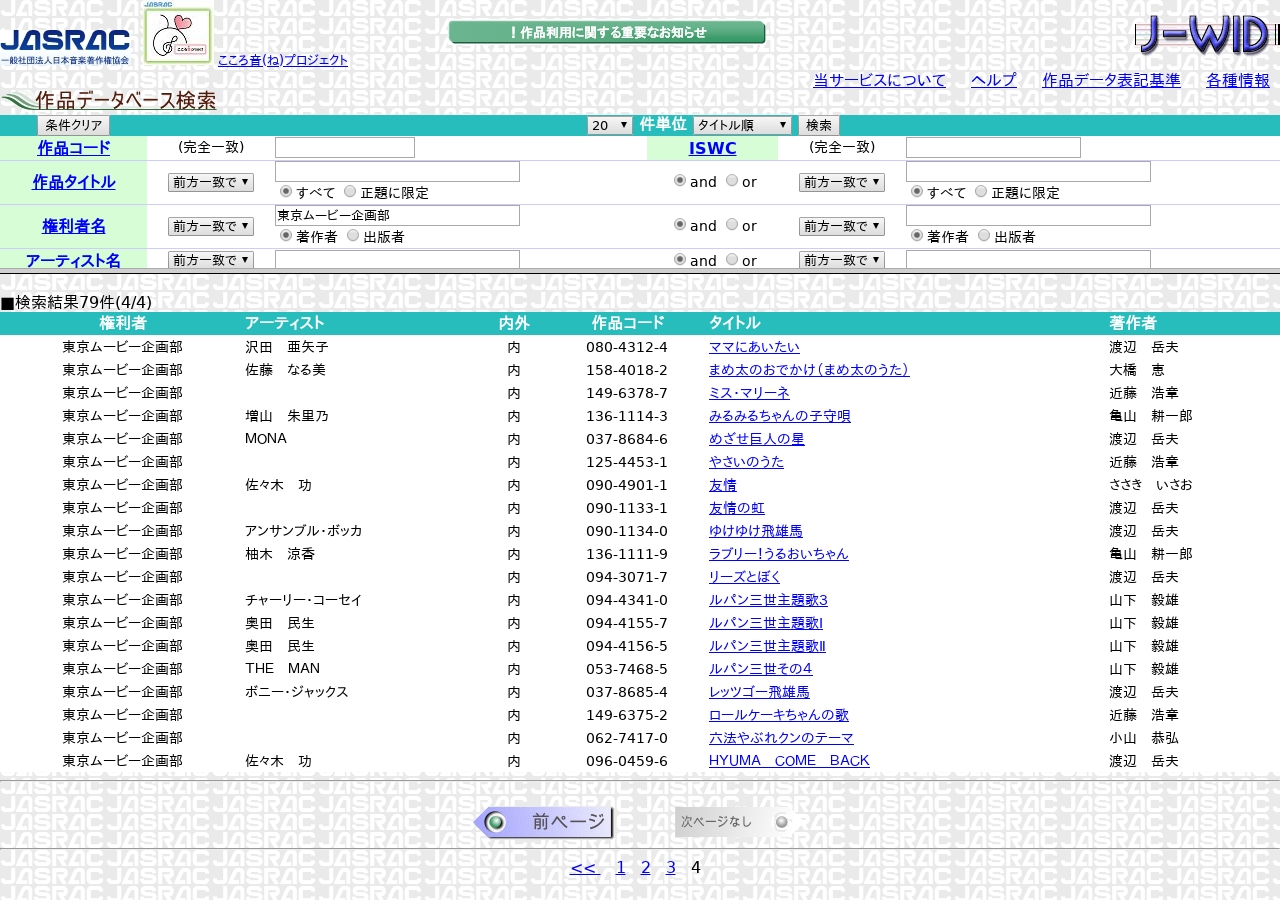 JASRAC
一般社団法人日本音楽著作権協会
こころ音(ね)プロジェクト
！作品利用に関する重要なお知らせ
J-WID
当サービスについて ヘルプ 作品データ表記基準 各種情報
作品データベース検索
条件クリア 20 件単位 タイトル順 検索
作品コード (完全一致) ISWC (完全一致)
作品タイトル 前方一致で すべて 正題に限定 and or 前方一致で すべて 正題に限定
権利者名 前方一致で 東京ムービー企画部 著作者 出版者 and or 前方一致で 著作者 出版者
アーティスト名 前方一致で and or 前方一致で
■検索結果79件(4/4)
権利者 アーティスト 内外 作品コード タイトル 著作者
東京ムービー企画部 沢田　亜矢子 内 080-4312-4 ママにあいたい 渡辺　岳夫
東京ムービー企画部 佐藤　なる美 内 158-4018-2 まめ太のおでかけ（まめ太のうた） 大橋　恵
東京ムービー企画部 内 149-6378-7 ミス・マリーネ 近藤　浩章
東京ムービー企画部 増山　朱里乃 内 136-1114-3 みるみるちゃんの子守唄 亀山　耕一郎
東京ムービー企画部 ＭＯＮＡ 内 037-8684-6 めざせ巨人の星 渡辺　岳夫
東京ムービー企画部 内 125-4453-1 やさいのうた 近藤　浩章
東京ムービー企画部 佐々木　功 内 090-4901-1 友情 ささき　いさお
東京ムービー企画部 内 090-1133-1 友情の虹 渡辺　岳夫
東京ムービー企画部 アンサンブル・ボッカ 内 090-1134-0 ゆけゆけ飛雄馬 渡辺　岳夫
東京ムービー企画部 柚木　涼香 内 136-1111-9 ラブリー！うるおいちゃん 亀山　耕一郎
東京ムービー企画部 内 094-3071-7 リーズとぼく 渡辺　岳夫
東京ムービー企画部 チャーリー・コーセイ 内 094-4341-0 ルパン三世主題歌３ 山下　毅雄
東京ムービー企画部 奥田　民生 内 094-4155-7 ルパン三世主題歌Ⅰ 山下　毅雄
東京ムービー企画部 奥田　民生 内 094-4156-5 ルパン三世主題歌Ⅱ 山下　毅雄
東京ムービー企画部 ＴＨＥ　ＭＡＮ 内 053-7468-5 ルパン三世その４ 山下　毅雄
東京ムービー企画部 ボニー・ジャックス 内 037-8685-4 レッツゴー飛雄馬 渡辺　岳夫
東京ムービー企画部 内 149-6375-2 ロールケーキちゃんの歌 近藤　浩章
東京ムービー企画部 内 062-7417-0 六法やぶれクンのテーマ 小山　恭弘
東京ムービー企画部 佐々木　功 内 096-0459-6 ＨＹＵＭＡ　ＣＯＭＥ　ＢＡＣＫ 渡辺　岳夫
前ページ 次ページなし
<< 1 2 3 4